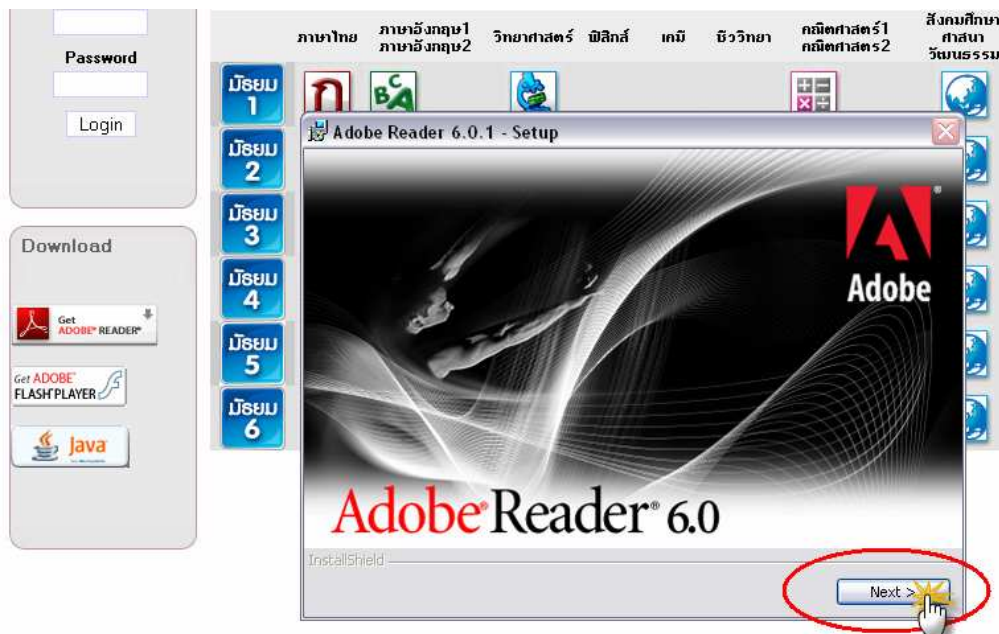 Password
Login
Download
Get
ADOBE® READER®
Get ADOBE®
FLASH® PLAYER
Java
ภาษาไทย
ภาษาอังกฤษ1
ภาษาอังกฤษ2
วิทยาศาสตร์
ฟิสิกส์
เคมี
ชีววิทยา
คณิตศาสตร์1
คณิตศาสตร2
สังคมศึกษา
ศาสนา
วัฒนธรรม
มัธยม
1
ก
BCA
มัธยม
2
มัธยม
3
มัธยม
4
มัธยม
5
มัธยม
6
Adobe Reader 6.0.1 - Setup
Adobe
Adobe® Reader® 6.0
InstallShield
Next >